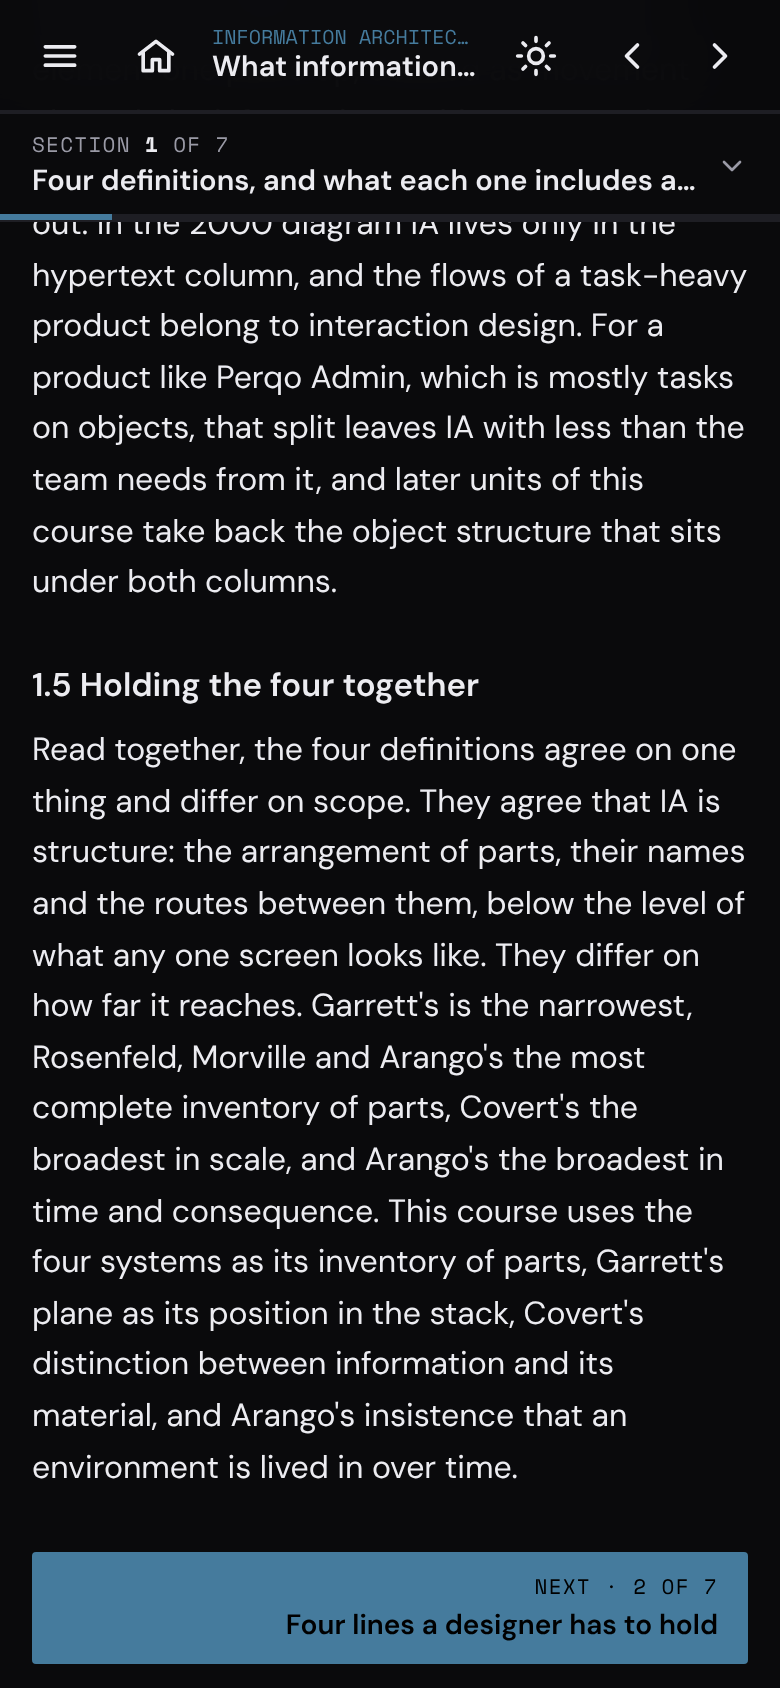 INFORMATION ARCHITEC…
What information…
SECTION 1 OF 7
Four definitions, and what each one includes a…
out. In the 2000 diagram IA lives only in the
hypertext column, and the flows of a task-heavy
product belong to interaction design. For a
product like Perqo Admin, which is mostly tasks
on objects, that split leaves IA with less than the
team needs from it, and later units of this
course take back the object structure that sits
under both columns.
1.5 Holding the four together
Read together, the four definitions agree on one
thing and differ on scope. They agree that IA is
structure: the arrangement of parts, their names
and the routes between them, below the level of
what any one screen looks like. They differ on
how far it reaches. Garrett's is the narrowest,
Rosenfeld, Morville and Arango's the most
complete inventory of parts, Covert's the
broadest in scale, and Arango's the broadest in
time and consequence. This course uses the
four systems as its inventory of parts, Garrett's
plane as its position in the stack, Covert's
distinction between information and its
material, and Arango's insistence that an
environment is lived in over time.
NEXT · 2 OF 7
Four lines a designer has to hold